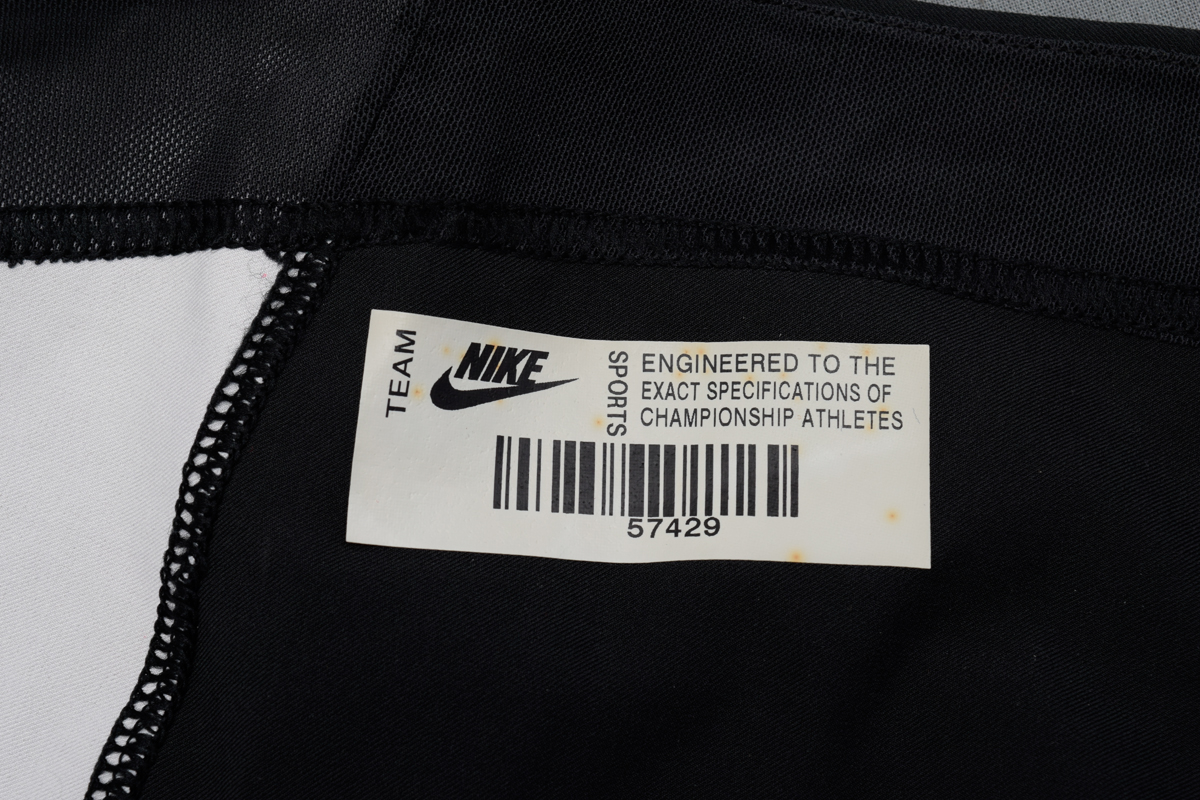 TEAM
NIKE
SPORTS
ENGINEERED TO THE
EXACT SPECIFICATIONS OF
CHAMPIONSHIP ATHLETES
57429